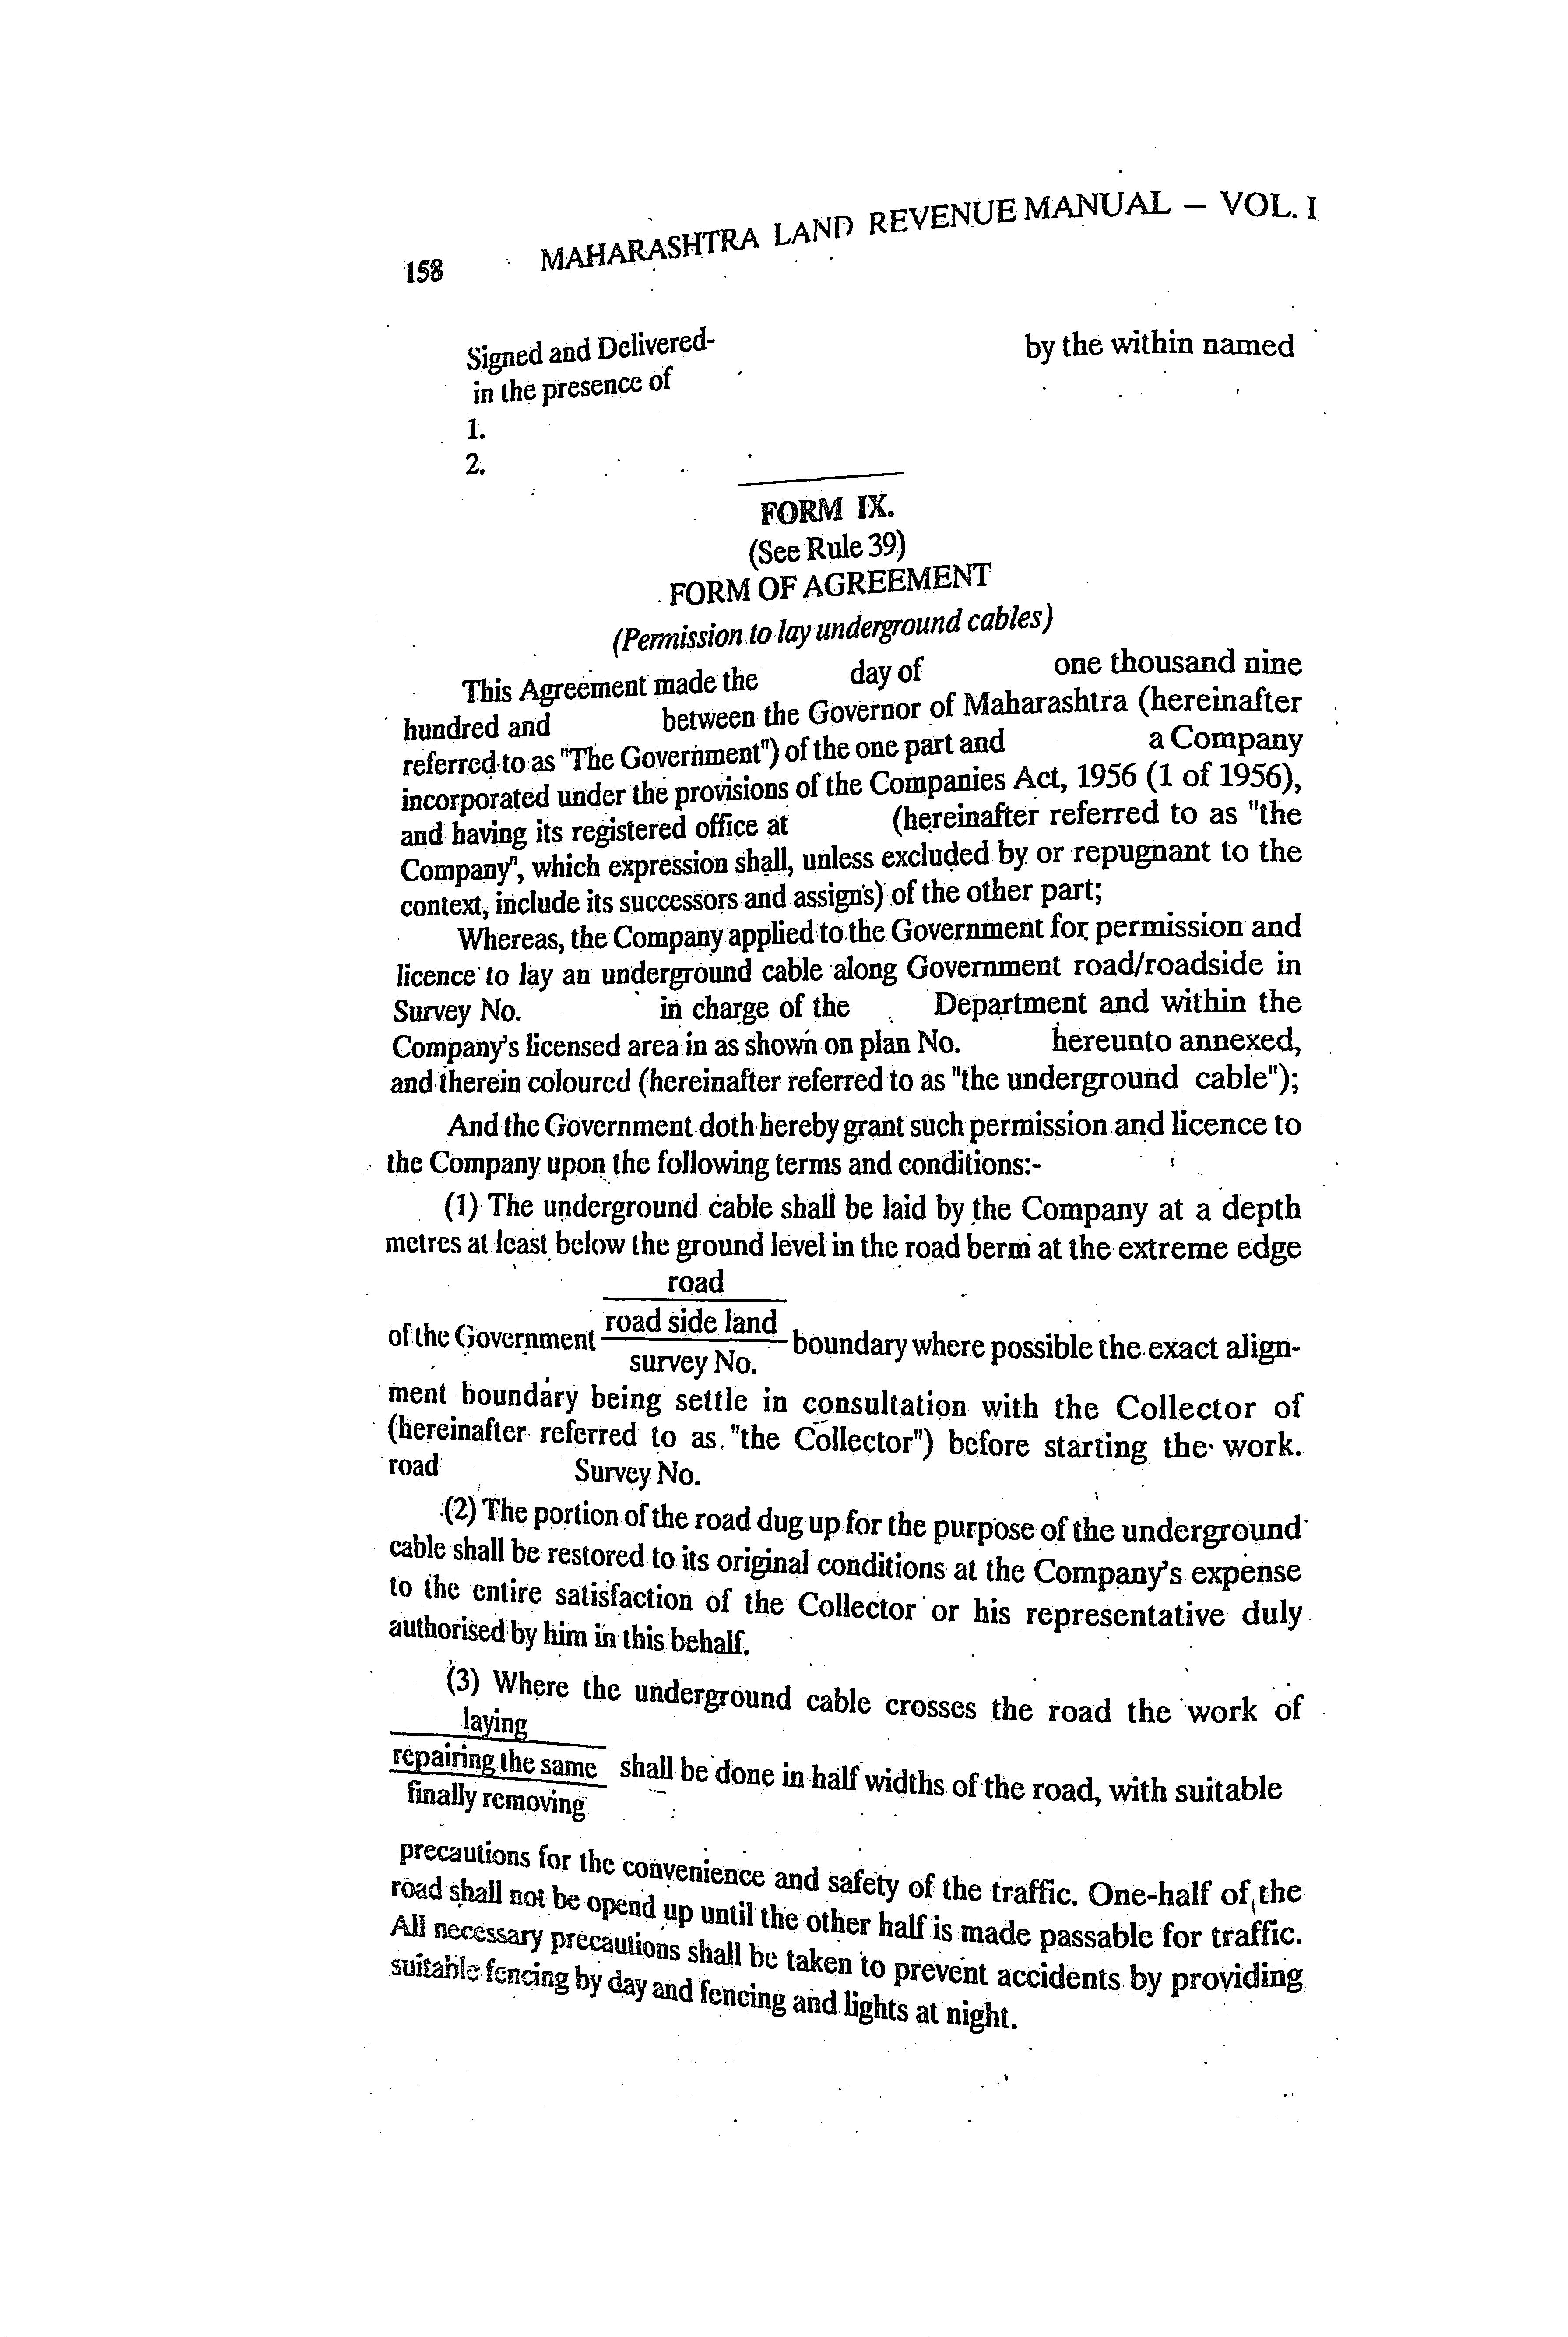 158 MAHARASHTRA LAND REVENUE MANUAL – VOL. I
Signed and Delivered- by the within named
in the presence of
1.
2.
FORM IX.
(See Rule 39)
FORM OF AGREEMENT
(Permission to lay underground cables)
This Agreement made the day of one thousand nine
hundred and between the Governor of Maharashtra (hereinafter
referred to as "The Government") of the one part and a Company
incorporated under the provisions of the Companies Act, 1956 (1 of 1956),
and having its registered office at (hereinafter referred to as "the
Company", which expression shall, unless excluded by or repugnant to the
context, include its successors and assigns) of the other part;
Whereas, the Company applied to the Government for permission and
licence to lay an underground cable along Government road/roadside in
Survey No. in charge of the Department and within the
Company's licensed area in as shown on plan No. hereunto annexed,
and therein coloured (hereinafter referred to as "the underground cable");
And the Government doth hereby grant such permission and licence to
the Company upon the following terms and conditions:-
(1) The underground cable shall be laid by the Company at a depth
metres at least below the ground level in the road berm at the extreme edge
road
of the Government road side land boundary where possible the exact align-
survey No.
ment boundary being settle in consultation with the Collector of
(hereinafter referred to as "the Collector") before starting the work.
road Survey No.
(2) The portion of the road dug up for the purpose of the underground
cable shall be restored to its original conditions at the Company's expense
to the entire satisfaction of the Collector or his representative duly
authorised by him in this behalf.
(3) Where the underground cable crosses the road the work of
laying
repairing the same shall be done in half widths of the road, with suitable
finally removing
precautions for the convenience and safety of the traffic. One-half of the
road shall not be opend up until the other half is made passable for traffic.
All necessary precautions shall be taken to prevent accidents by providing
suitable fencing by day and fencing and lights at night.